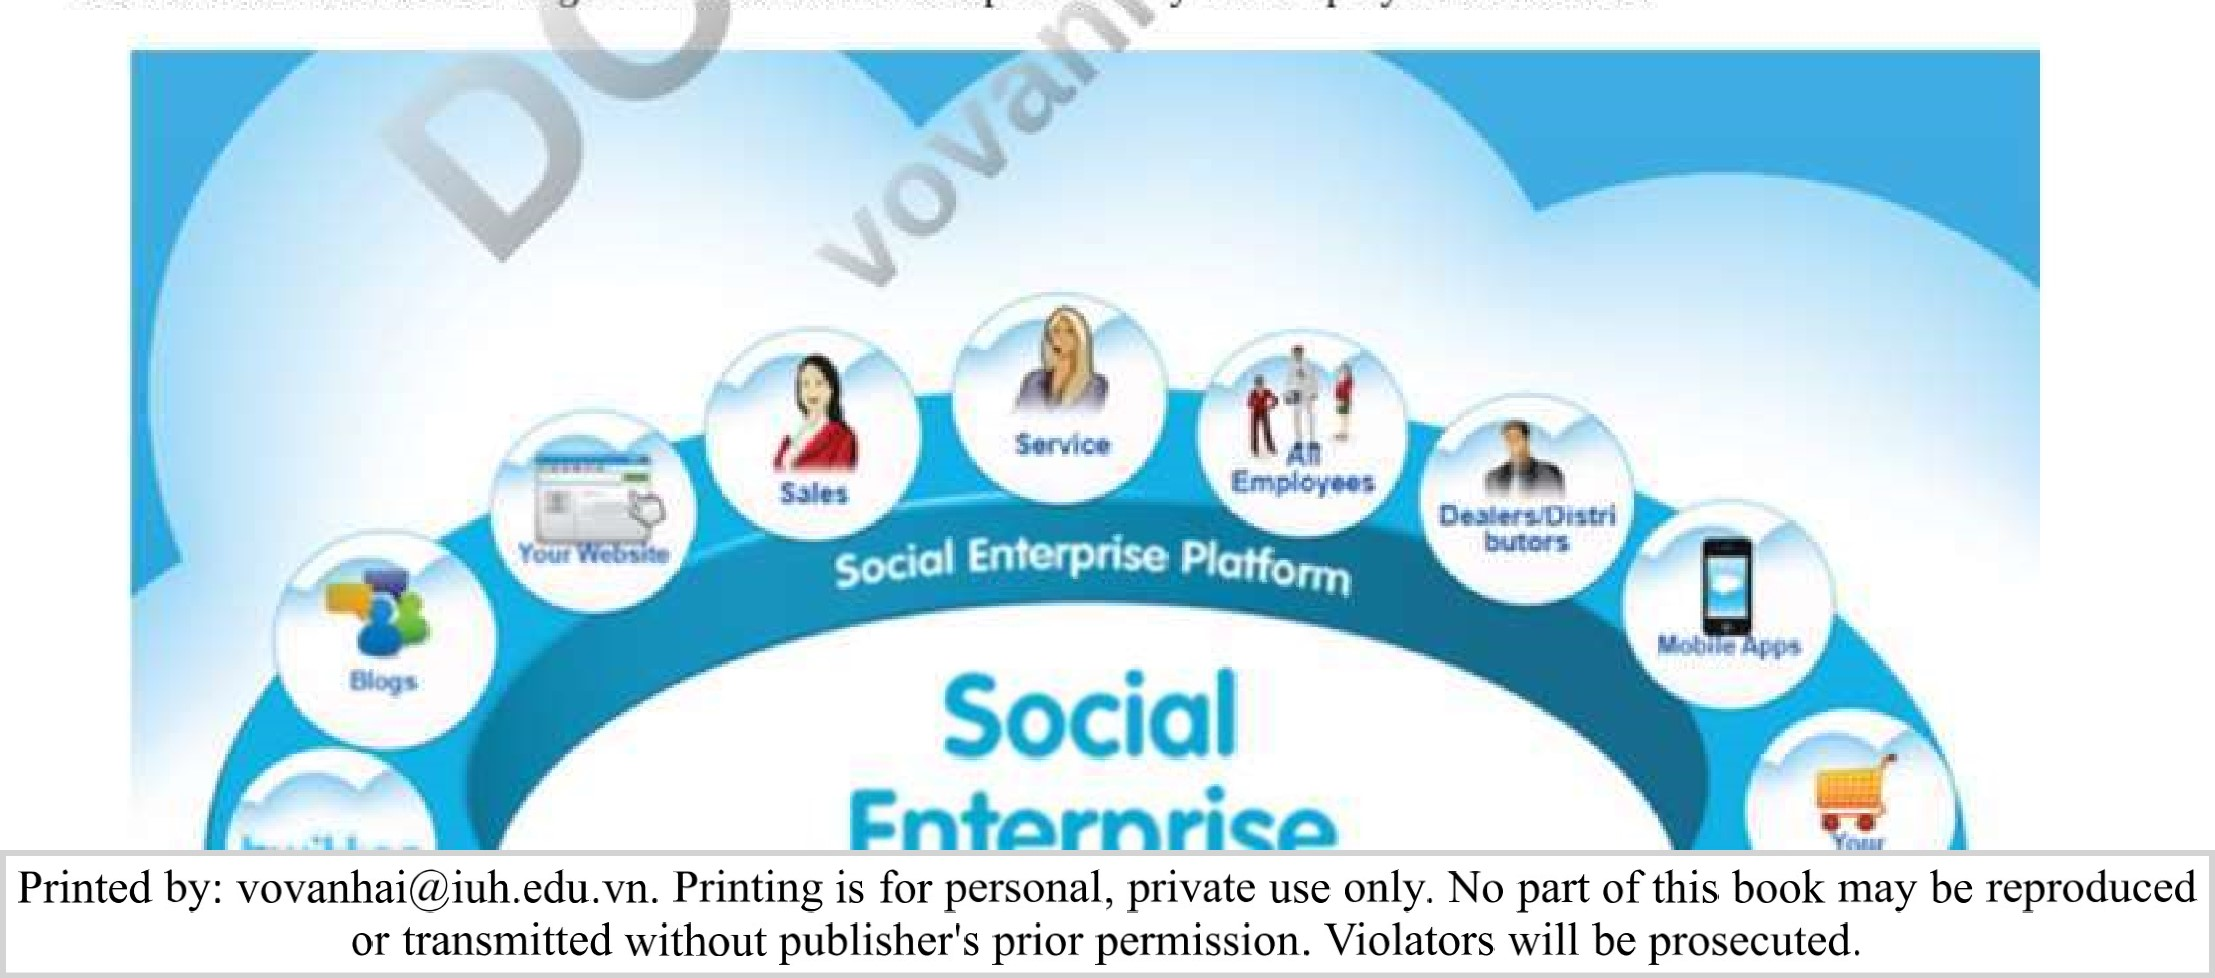 Blogs
Your Website
Sales
Service
All
Employees
Dealers/Distri
butors
Mobile Apps
Your
Social Enterprise Platform
Social
Enterprise
Printed by: vovanhai@iuh.edu.vn. Printing is for personal, private use only. No part of this book may be reproduced
or transmitted without publisher's prior permission. Violators will be prosecuted.